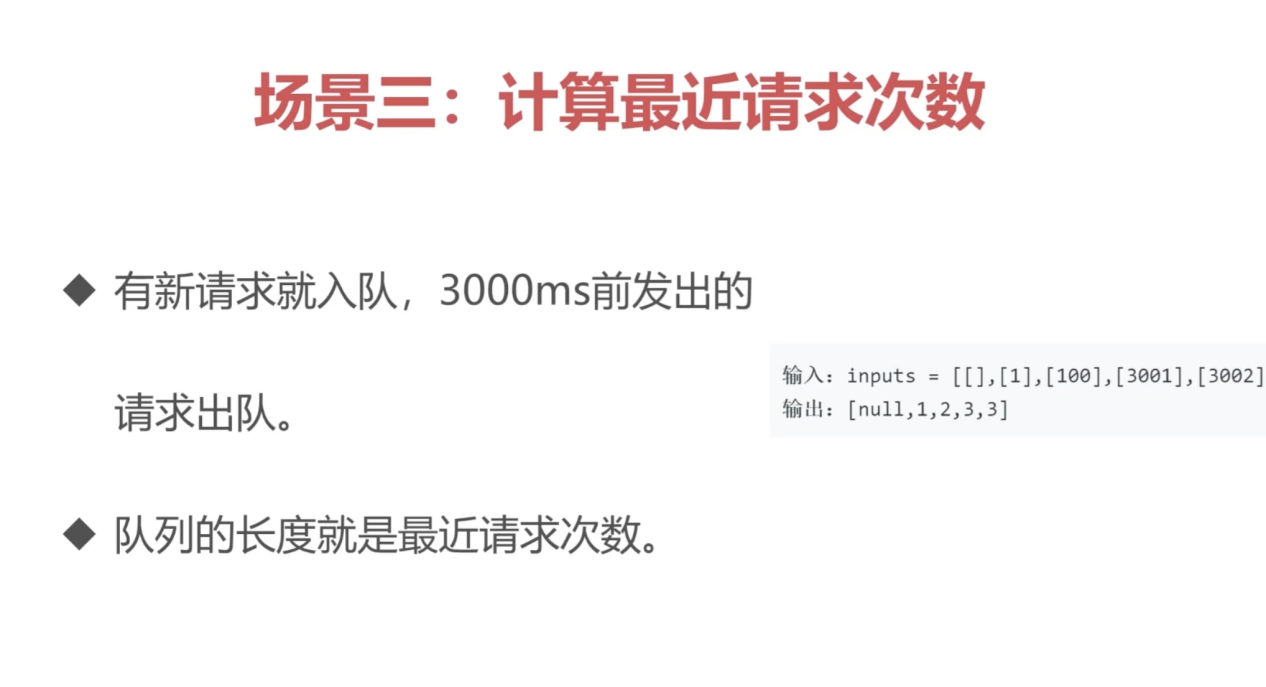 场景三：计算最近请求次数
◆ 有新请求就入队，3000ms前发出的
请求出队。
◆ 队列的长度就是最近请求次数。
输入：inputs = [[],[1],[100],[3001],[3002]
输出：[null,1,2,3,3]